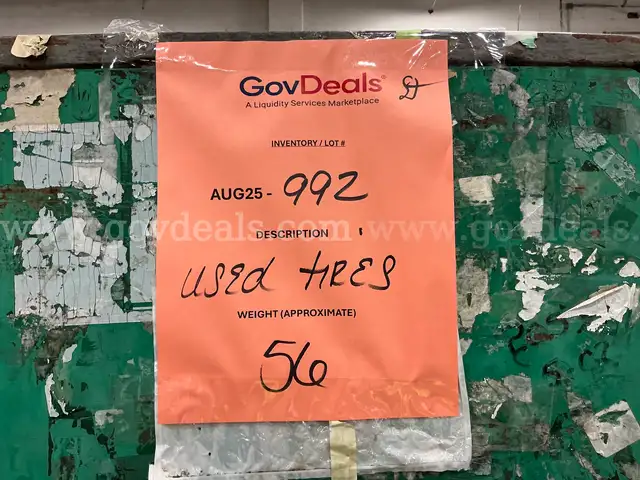 GovDeals®
A Liquidity Services Marketplace
INVENTORY / LOT #
AUG25 - 992
www.govdeals.com www.govdeals.com
DESCRIPTION
USED TIRES
WEIGHT (APPROXIMATE)
56